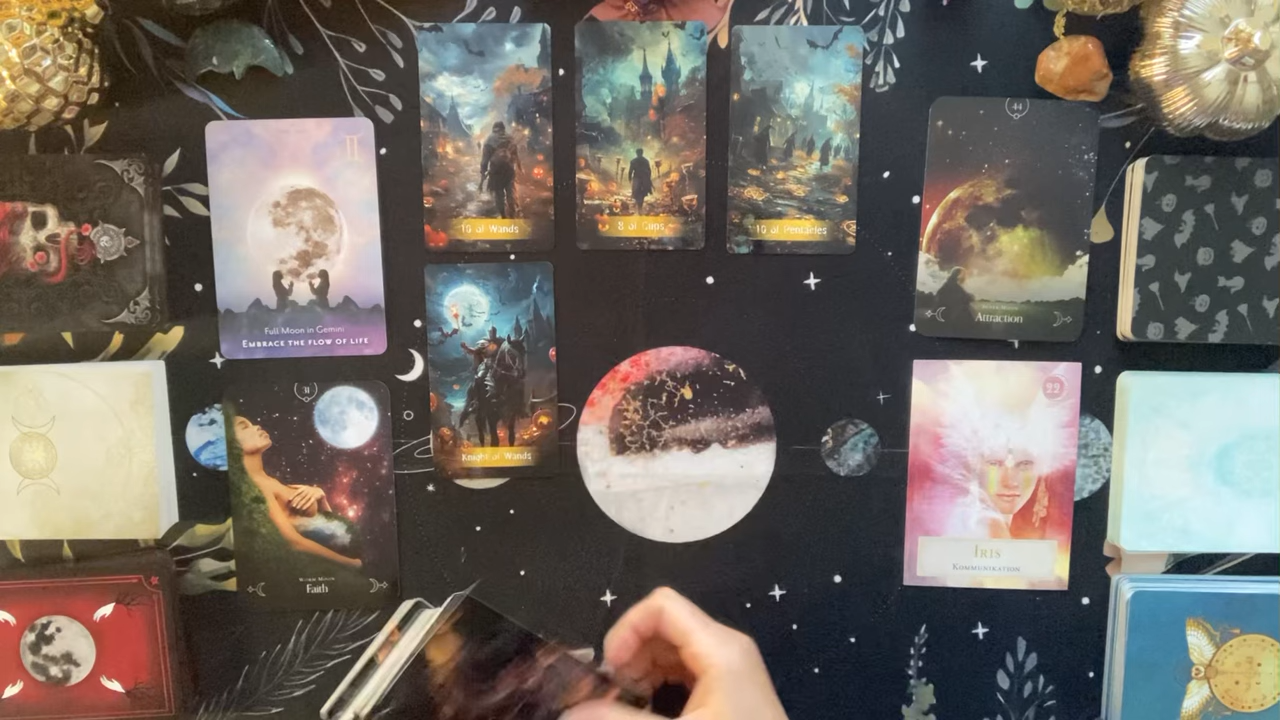 ♊
Full Moon in Gemini
EMBRACE THE FLOW OF LIFE
10 of Wands
8 of Cups
10 of Pentacles
44
Attraction
Knight of Wands
31
Faith
22
IRIS
KOMMUNIKATION